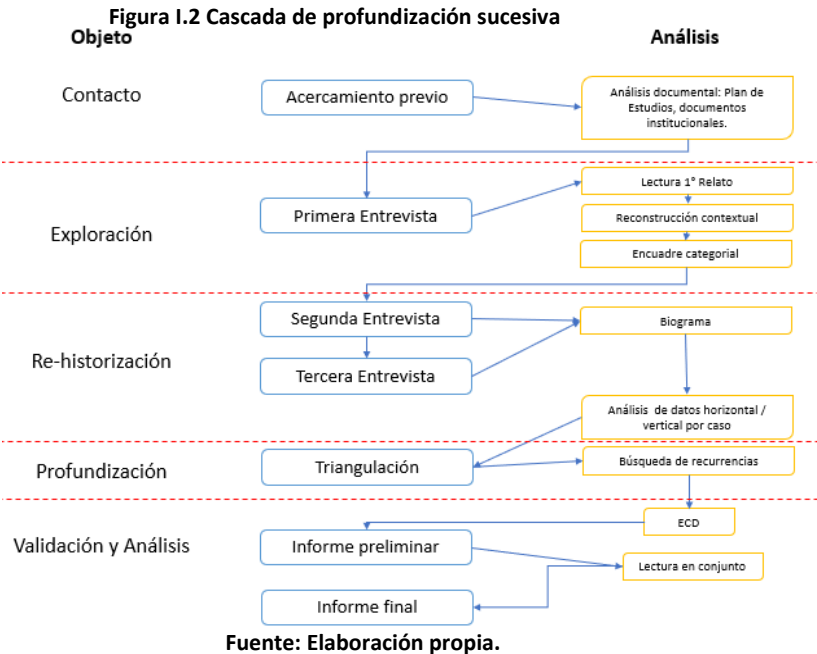 Figura I.2 Cascada de profundización sucesiva
Objeto
Análisis
Contacto
Acercamiento previo
Análisis documental: Plan de
Estudios, documentos
institucionales.
Exploración
Primera Entrevista
Lectura 1° Relato
Reconstrucción contextual
Encuadre categorial
Re-historización
Segunda Entrevista
Tercera Entrevista
Biograma
Análisis de datos horizontal /
vertical por caso
Profundización
Triangulación
Búsqueda de recurrencias
Validación y Análisis
ECD
Informe preliminar
Lectura en conjunto
Informe final
Fuente: Elaboración propia.